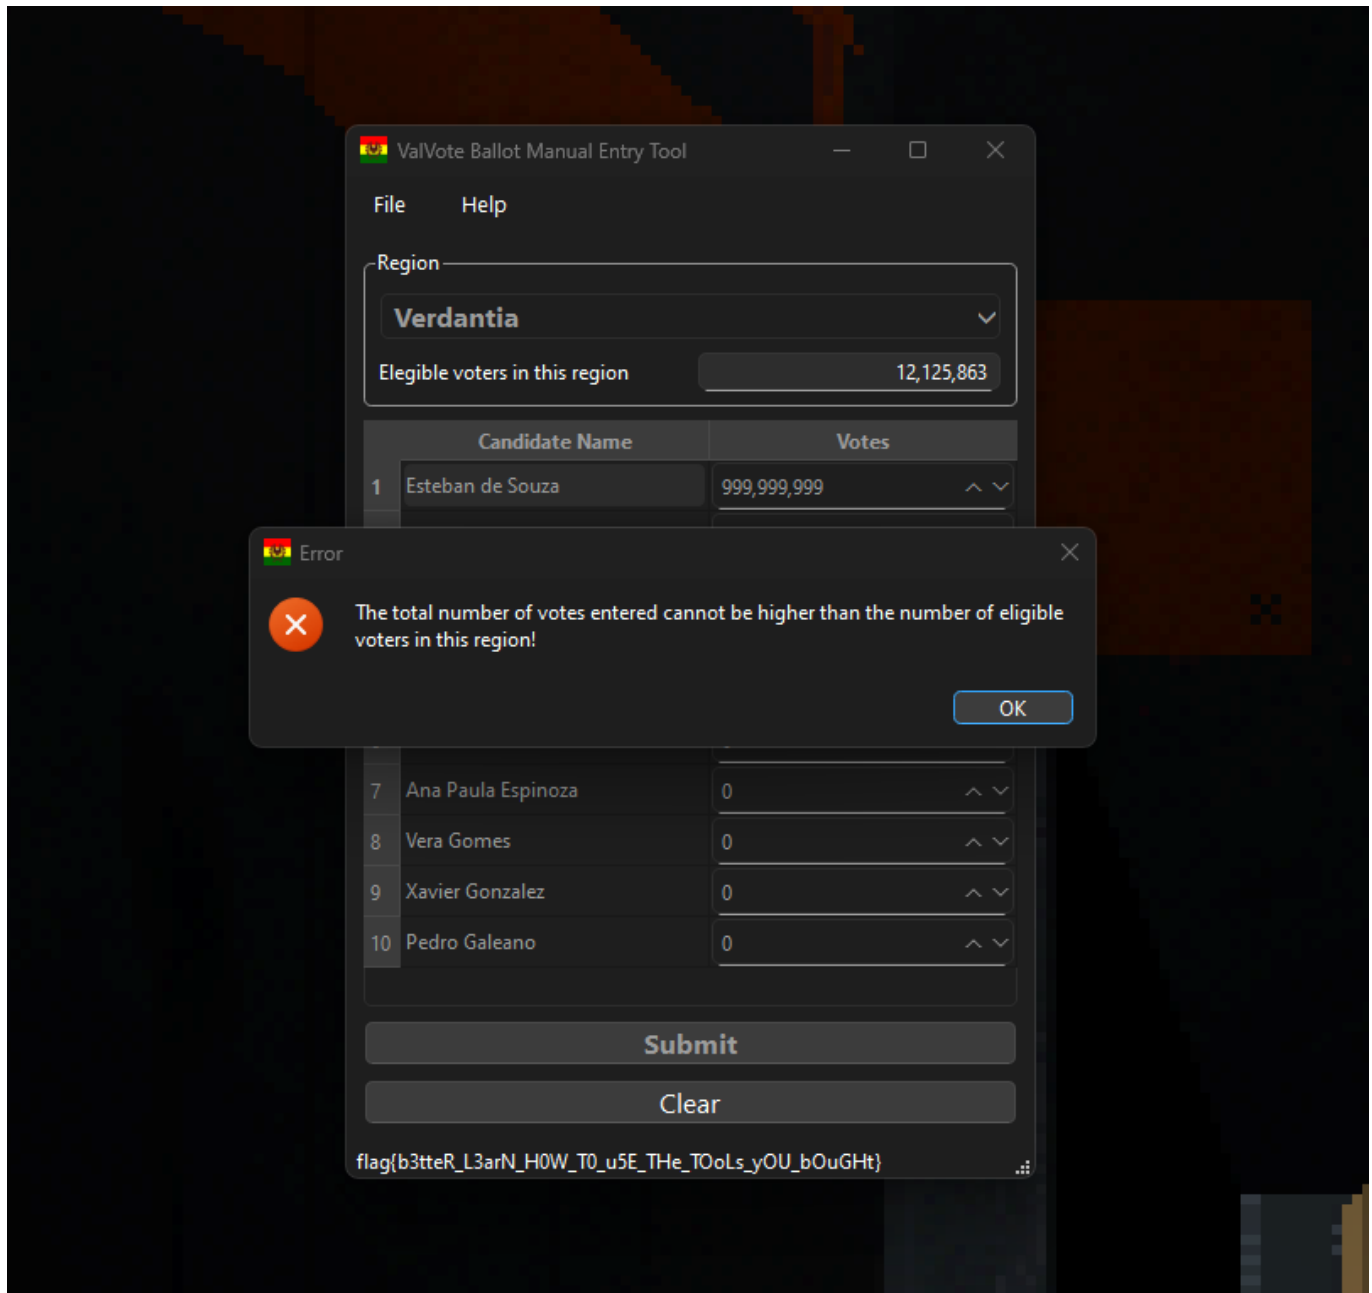 ValVote Ballot Manual Entry Tool
File Help
Region
Verdantia
Elegible voters in this region 12,125,863
Candidate Name Votes
1 Esteban de Souza 999,999,999
Error
The total number of votes entered cannot be higher than the number of eligible
voters in this region!
OK
7 Ana Paula Espinoza 0
8 Vera Gomes 0
9 Xavier Gonzalez 0
10 Pedro Galeano 0
Submit
Clear
flag{b3tteR_L3arN_H0W_T0_u5E_THe_TOoLs_yOU_bOuGHt}